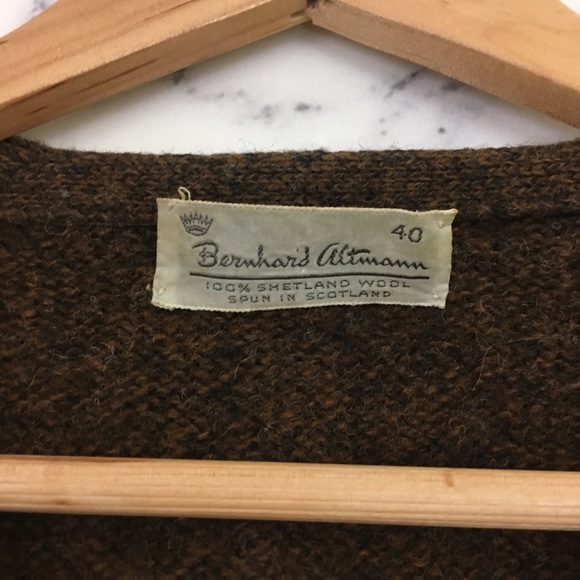 40
Bernhard Altmann
100% SHETLAND WOOL
SPUN IN SCOTLAND